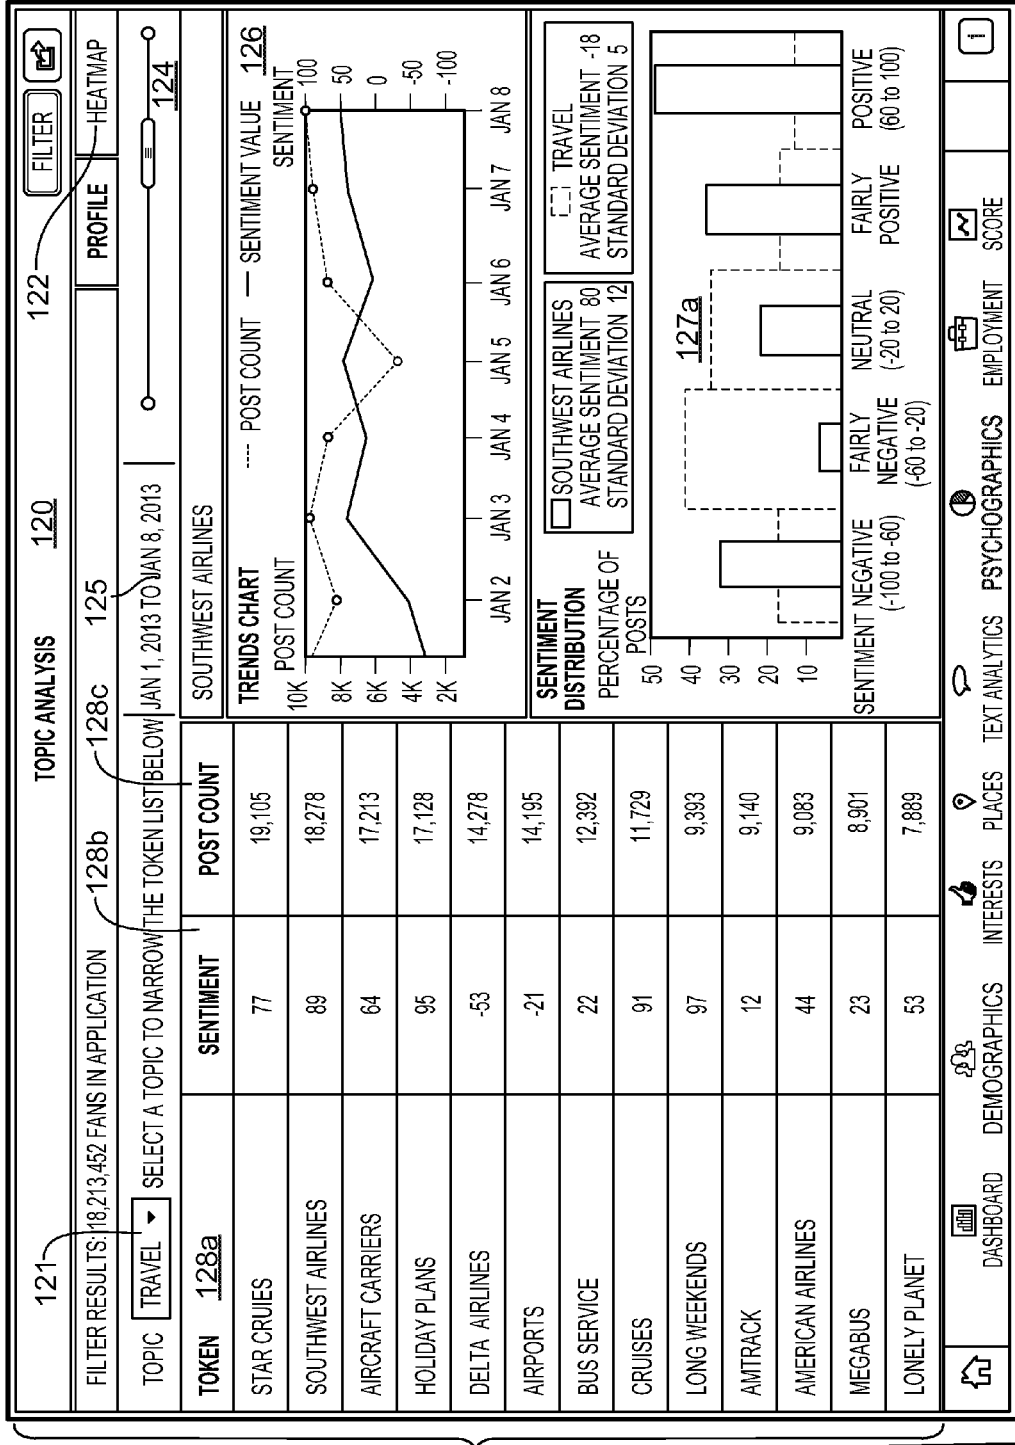 120
TOPIC ANALYSIS
FILTER
121
128b
128c
125
122
FILTER RESULTS: 18,213,452 FANS IN APPLICATION
PROFILE
HEATMAP
TOPIC TRAVEL SELECT A TOPIC TO NARROW THE TOKEN LIST BELOW
JAN 1, 2013 TO JAN 8, 2013
124
TOKEN 128a SENTIMENT POST COUNT
STAR CRUIES 77 19,105
SOUTHWEST AIRLINES 89 18,278
AIRCRAFT CARRIERS 64 17,213
HOLIDAY PLANS 95 17,128
DELTA AIRLINES -53 14,278
AIRPORTS -21 14,195
BUS SERVICE 22 12,392
CRUISES 91 11,729
LONG WEEKENDS 97 9,393
AMTRACK 12 9,140
AMERICAN AIRLINES 44 9,083
MEGABUS 23 8,901
LONELY PLANET 53 7,889
SOUTHWEST AIRLINES
TRENDS CHART
POST COUNT SENTIMENT VALUE
126
POST COUNT
SENTIMENT
10K
8K
6K
4K
2K
100
50
0
-50
-100
JAN 2 JAN 3 JAN 4 JAN 5 JAN 6 JAN 7 JAN 8
SENTIMENT
DISTRIBUTION
PERCENTAGE OF
POSTS
SOUTHWEST AIRLINES
AVERAGE SENTIMENT 80
STANDARD DEVIATION 12
TRAVEL
AVERAGE SENTIMENT -18
STANDARD DEVIATION 5
50
40
30
20
10
127a
SENTIMENT NEGATIVE
(-100 to -60)
FAIRLY
NEGATIVE
(-60 to -20)
NEUTRAL
(-20 to 20)
FAIRLY
POSITIVE
POSITIVE
(60 to 100)
DASHBOARD DEMOGRAPHICS INTERESTS PLACES TEXT ANALYTICS PSYCHOGRAPHICS EMPLOYMENT SCORE